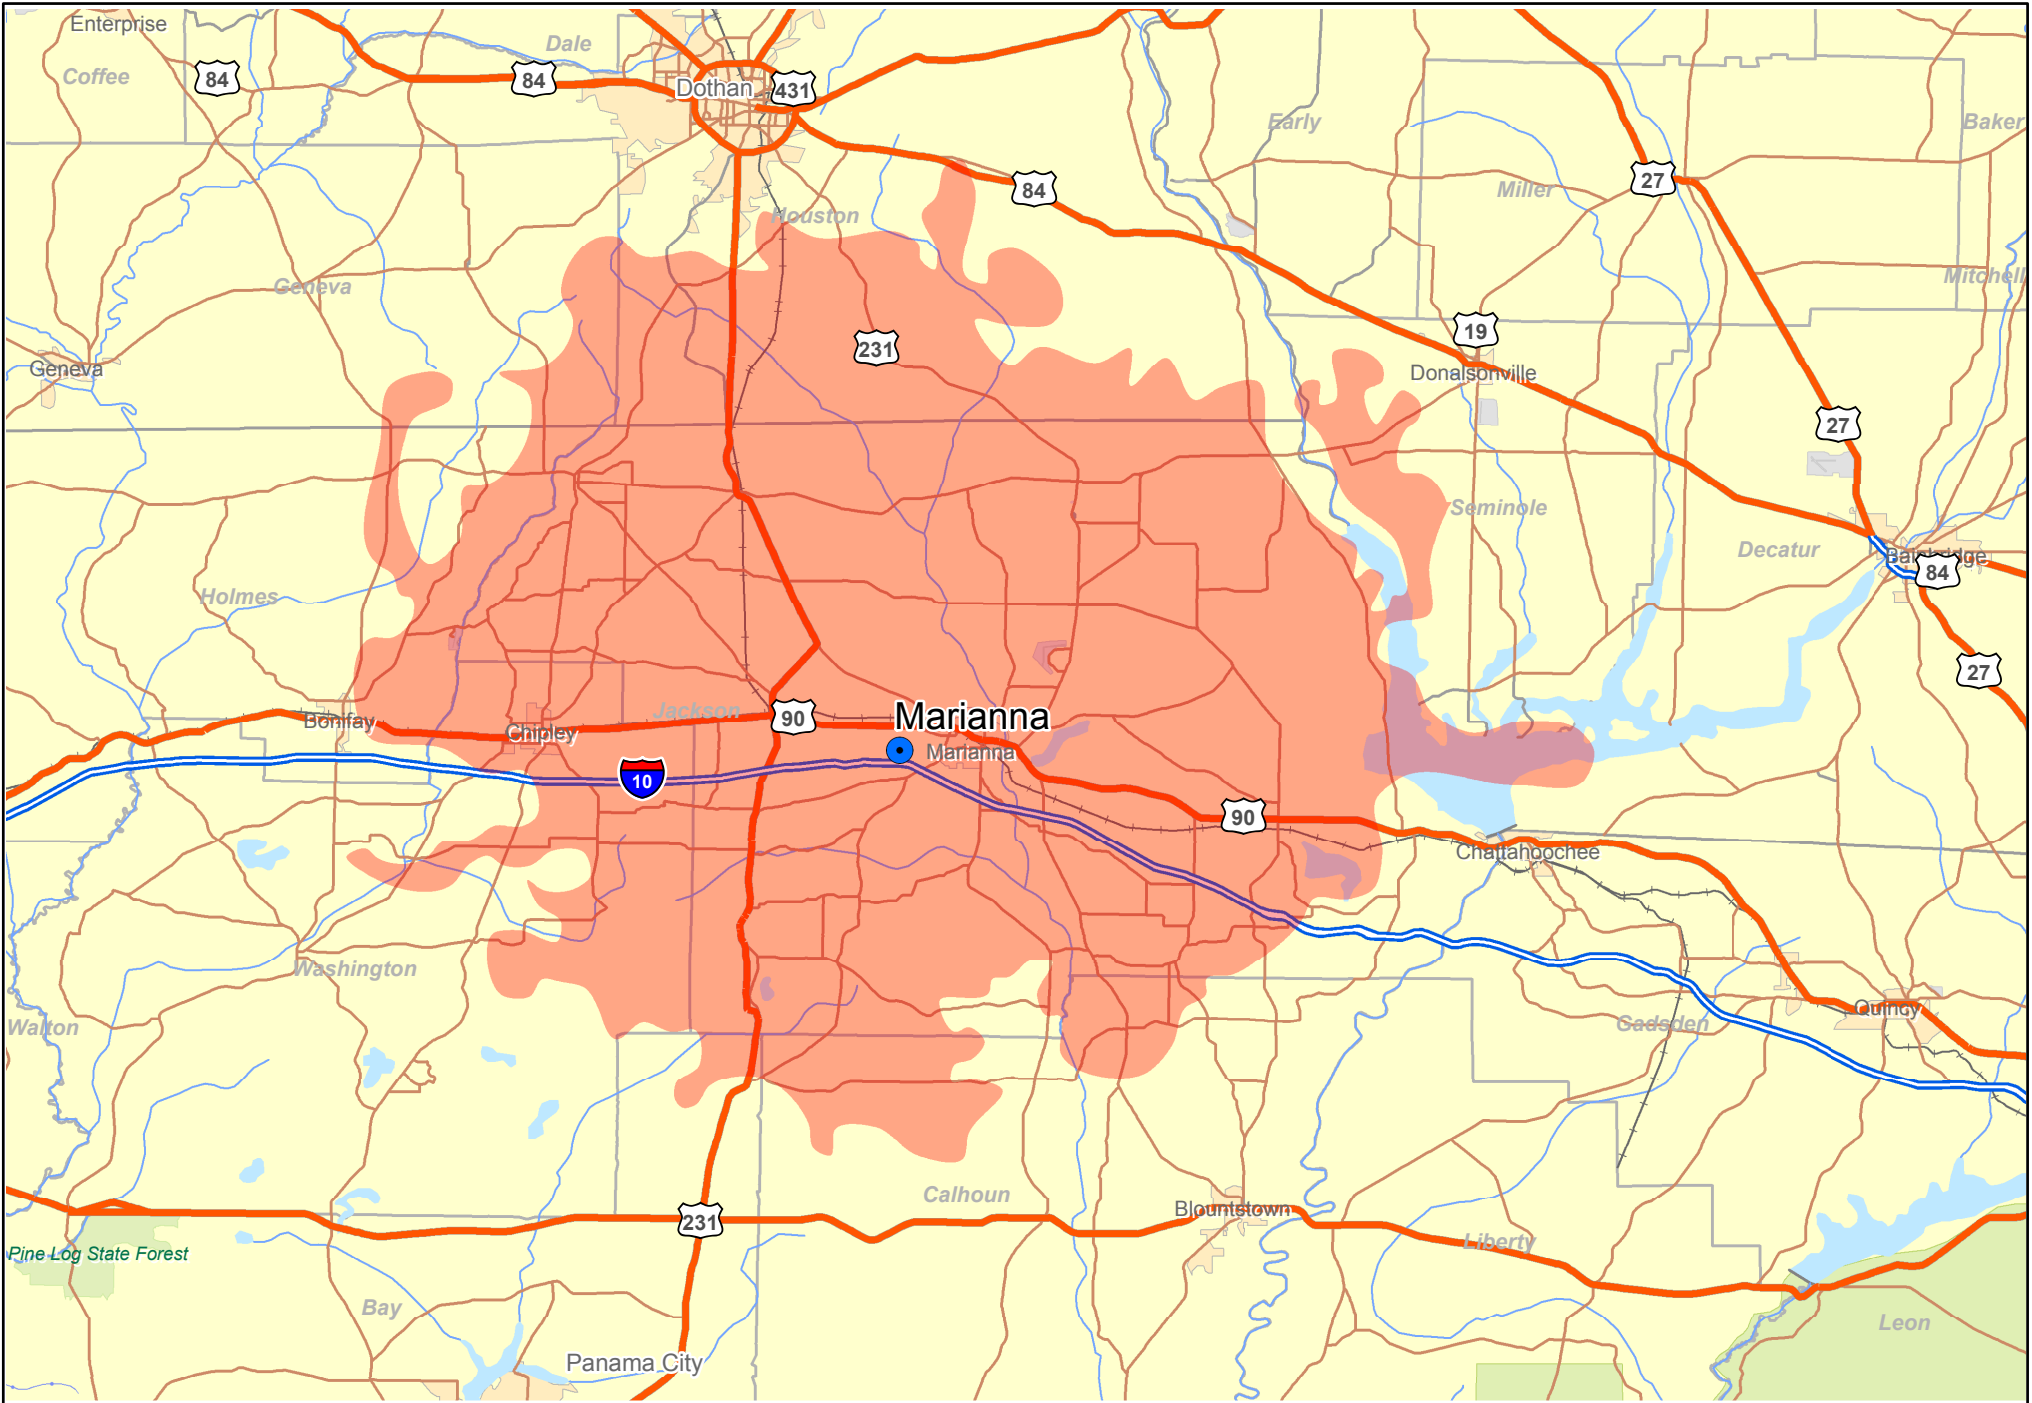 Enterprise
Dale
Coffee
84
84
Dothan
431
Early
Baker
84
27
Miller
Houston
Geneva
Mitchell
19
231
Geneva
Donalsonville
27
Seminole
Decatur
Bainbridge
84
Holmes
27
Jackson
90
Marianna
Bonifay
Chipley
Marianna
10
90
Chattahoochee
Washington
Quincy
Walton
Gadsden
Calhoun
Blountstown
231
Liberty
Pine Log State Forest
Bay
Leon
Panama City